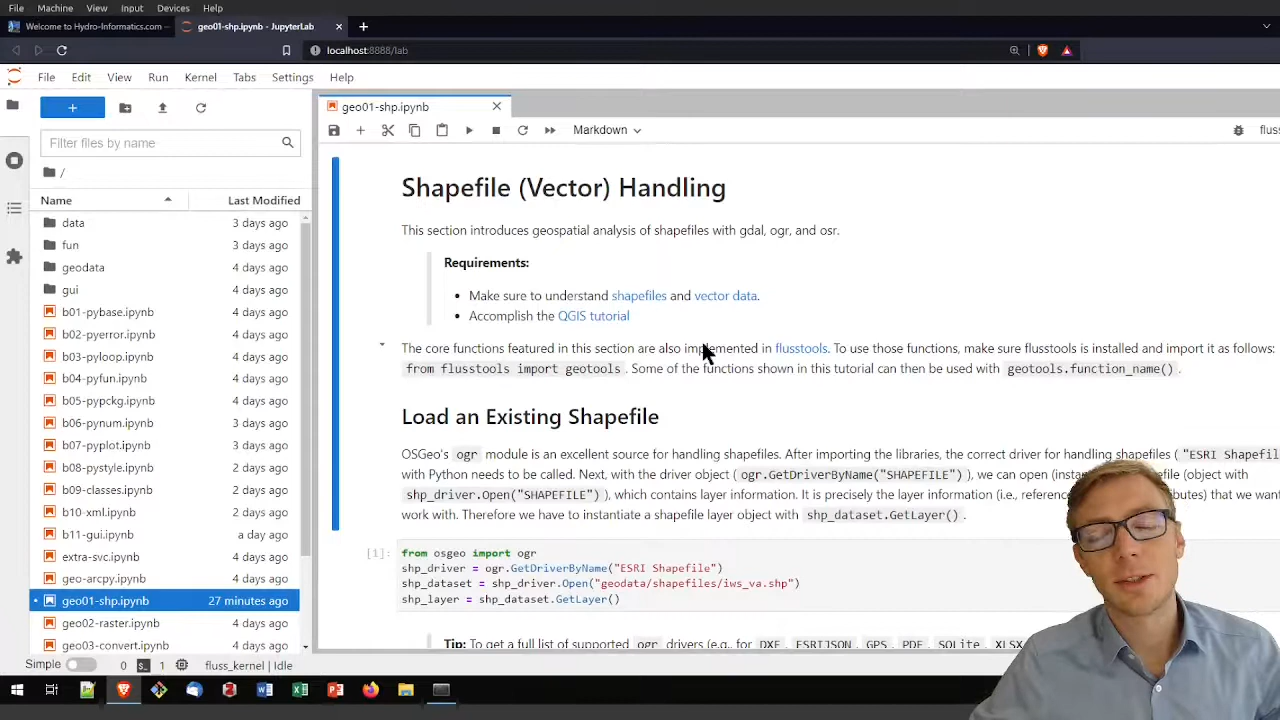 File Machine View Input Devices Help
Welcome to Hydro-Informatics.com
geo01-shp.ipynb - JupyterLab
localhost:8888/lab
File Edit View Run Kernel Tabs Settings Help
Filter files by name
/
Name Last Modified
data 3 days ago
fun 3 days ago
geodata 4 days ago
gui 4 days ago
b01-pybase.ipynb 4 days ago
b02-pyerror.ipynb 4 days ago
b03-pyloop.ipynb 4 days ago
b04-pyfun.ipynb 4 days ago
b05-pypckg.ipynb 4 days ago
b06-pynum.ipynb 3 days ago
b07-pyplot.ipynb 3 days ago
b08-pystyle.ipynb 2 days ago
b09-classes.ipynb 2 days ago
b10-xml.ipynb 2 days ago
b11-gui.ipynb a day ago
extra-svc.ipynb 4 days ago
geo-arcpy.ipynb 4 days ago
geo01-shp.ipynb 27 minutes ago
geo02-raster.ipynb 4 days ago
geo03-convert.ipynb 4 days ago
Simple 0 1 fluss_kernel | Idle
geo01-shp.ipynb
Markdown
Shapefile (Vector) Handling
This section introduces geospatial analysis of shapefiles with gdal, ogr, and osr.
Requirements:
Make sure to understand shapefiles and vector data.
Accomplish the QGIS tutorial
The core functions featured in this section are also implemented in flusstools. To use those functions, make sure flusstools is installed and import it as follows:
from flusstools import geotools . Some of the functions shown in this tutorial can then be used with geotools.function_name() .
Load an Existing Shapefile
OSGeo's ogr module is an excellent source for handling shapefiles. After importing the libraries, the correct driver for handling shapefiles ( "ESRI
with Python needs to be called. Next, with the driver object ( ogr.GetDriverByName("SHAPEFILE") ), we can open (object with
shp_driver.Open("SHAPEFILE") ), which contains layer information. It is precisely the layer information (i.e., that we want
work with. Therefore we have to instantiate a shapefile layer object with shp_dataset.GetLayer() .
[1]: from osgeo import ogr
shp_driver = ogr.GetDriverByName("ESRI Shapefile")
shp_dataset = shp_driver.Open("geodata/shapefiles/iws_va.shp")
shp_layer = shp_dataset.GetLayer()
Tip: To get a full list of supported ogr drivers (e.g., for DXF , ESRIJSON , GPS , PDF , SQLite , XLSX